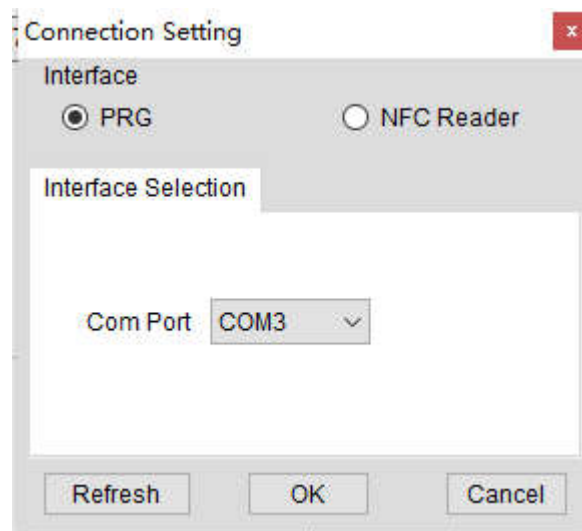 Connection Setting
x
Interface
PRG
NFC Reader
Interface Selection
Com Port
COM3
Refresh
OK
Cancel